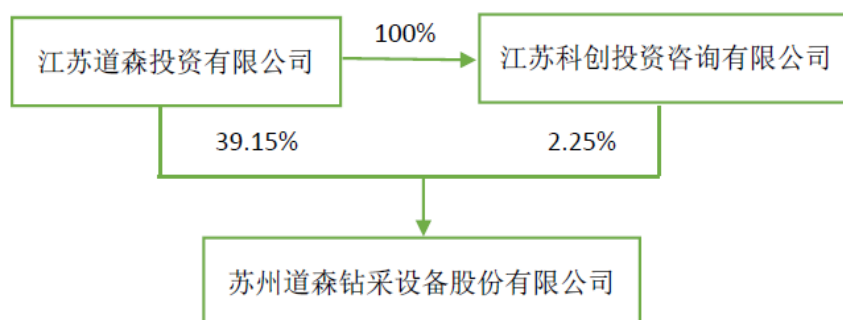 100%
江苏道森投资有限公司
江苏科创投资咨询有限公司
39.15%
2.25%
苏州道森钻采设备股份有限公司